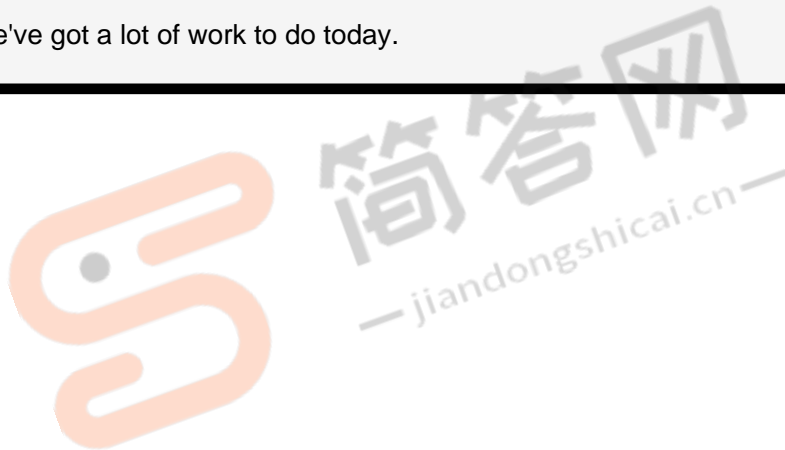 e've got a lot of work to do today.
简答网
jiandongshicai.cn